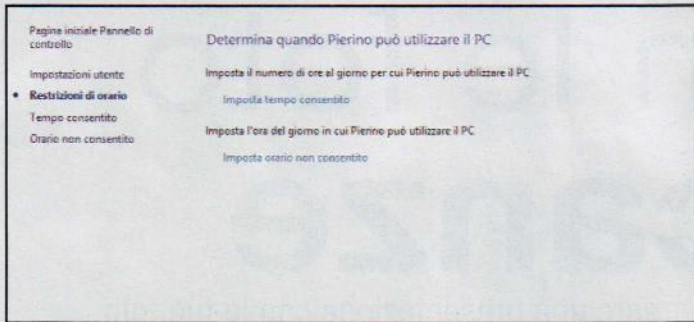 Pagina iniziale Pannello di
controllo
Impostazioni utente
• Restrizioni di orario
Tempo consentito
Orario non consentito
Determina quando Pierino può utilizzare il PC
Imposta il numero di ore al giorno per cui Pierino può utilizzare il PC
Imposta tempo consentito
Imposta l'ora del giorno in cui Pierino può utilizzare il PC
Imposta orario non consentito